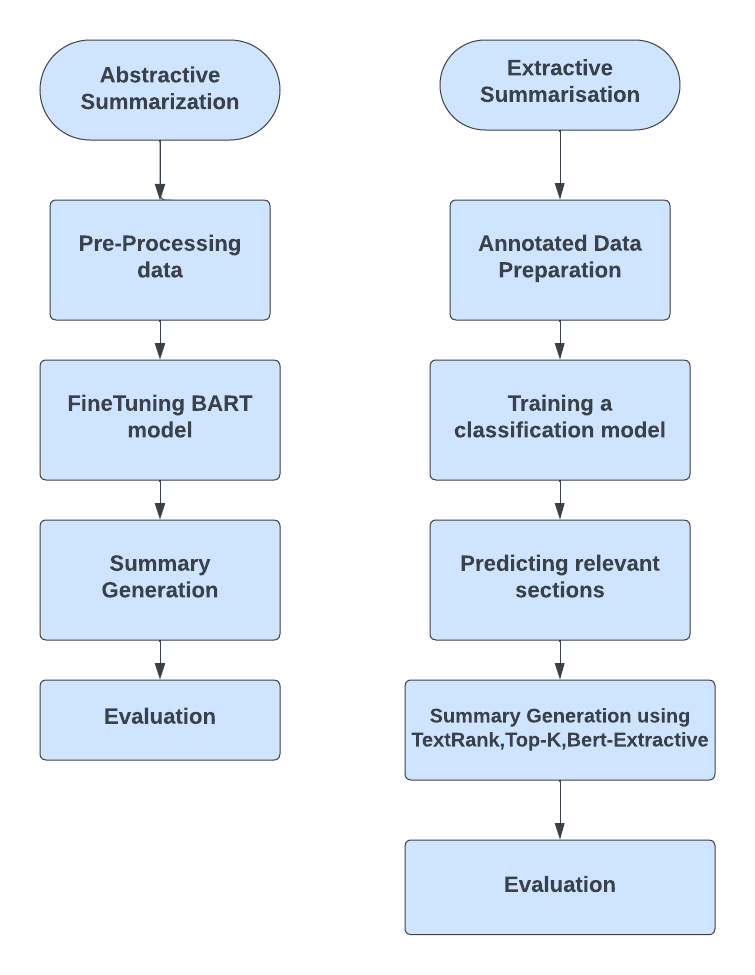 Abstractive
Summarization
Pre-Processing
data
FineTuning BART
model
Summary
Generation
Evaluation
Extractive
Summarisation
Annotated Data
Preparation
Training a
classification model
Predicting relevant
sections
Summary Generation using
TextRank,Top-K,Bert-Extractive
Evaluation